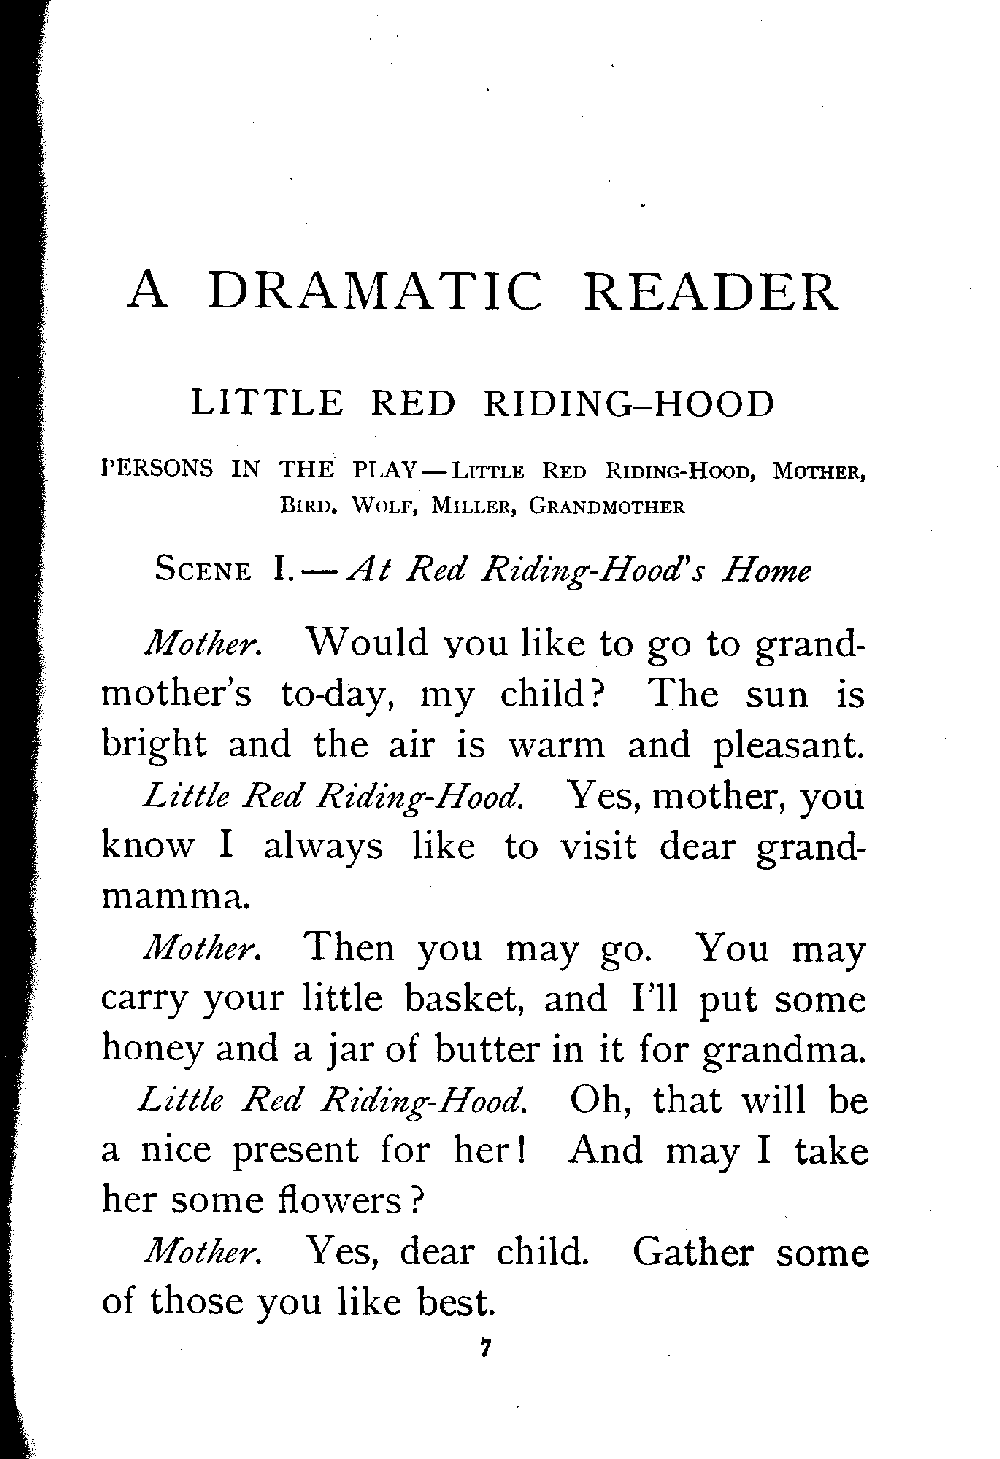 A DRAMATIC READER
LITTLE RED RIDING-HOOD
PERSONS IN THE PLAY—LITTLE RED RIDING-HOOD, MOTHER,
BIRD, WOLF, MILLER, GRANDMOTHER
SCENE I.—At Red Riding-Hood's Home
Mother. Would you like to go to grand-
mother's to-day, my child? The sun is
bright and the air is warm and pleasant.
Little Red Riding-Hood. Yes, mother, you
know I always like to visit dear grand-
mamma.
Mother. Then you may go. You may
carry your little basket, and I'll put some
honey and a jar of butter in it for grandma.
Little Red Riding-Hood. Oh, that will be
a nice present for her! And may I take
her some flowers?
Mother. Yes, dear child. Gather some
of those you like best.
7